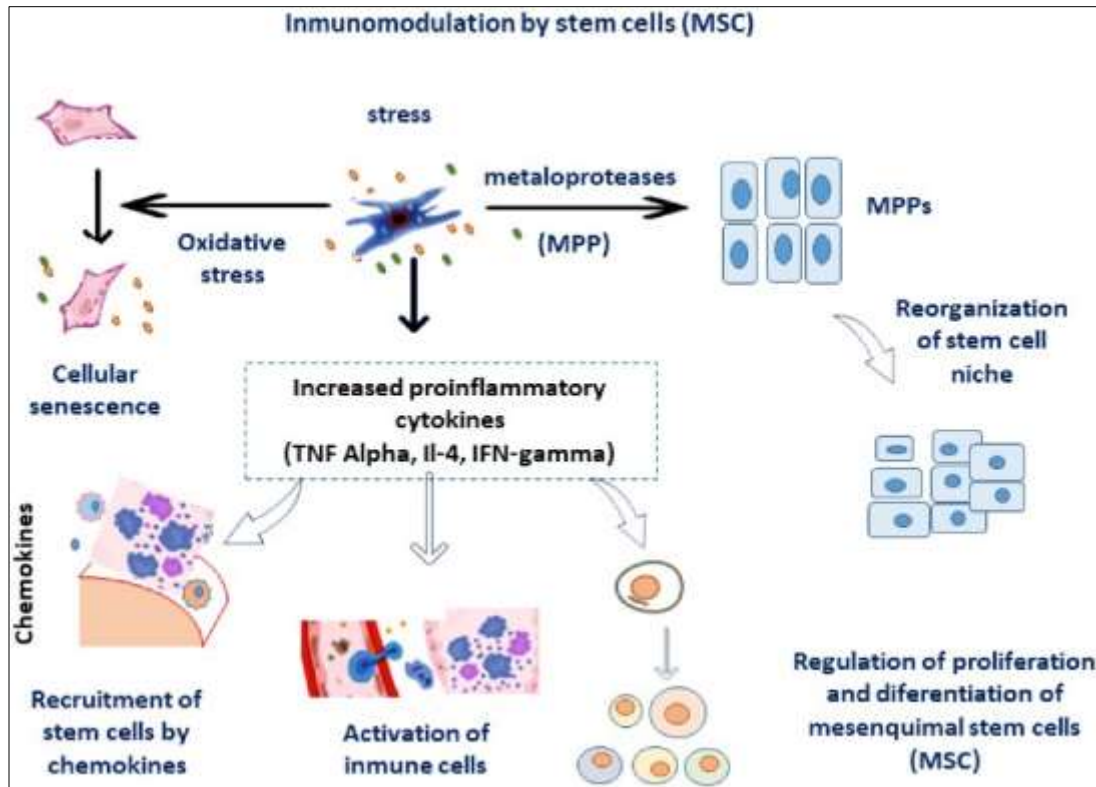 Inmunomodulation by stem cells (MSC)
stress
metaloproteases
(MPP)
MPPs
Oxidative
stress
Reorganization
of stem cell
niche
Cellular
senescence
Increased proinflammatory
cytokines
(TNF Alpha, Il-4, IFN-gamma)
Chemokines
Recruitment of
stem cells by
chemokines
Activation of
inmune cells
Regulation of proliferation
and diferentiation of
mesenquimal stem cells
(MSC)